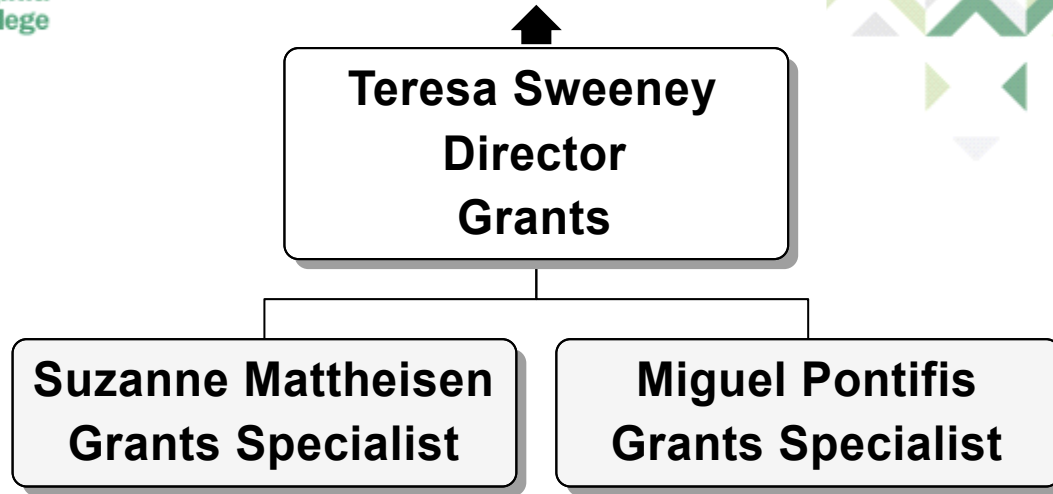 lege
Teresa Sweeney
Director
Grants
Suzanne Mattheisen
Grants Specialist
Miguel Pontifis
Grants Specialist